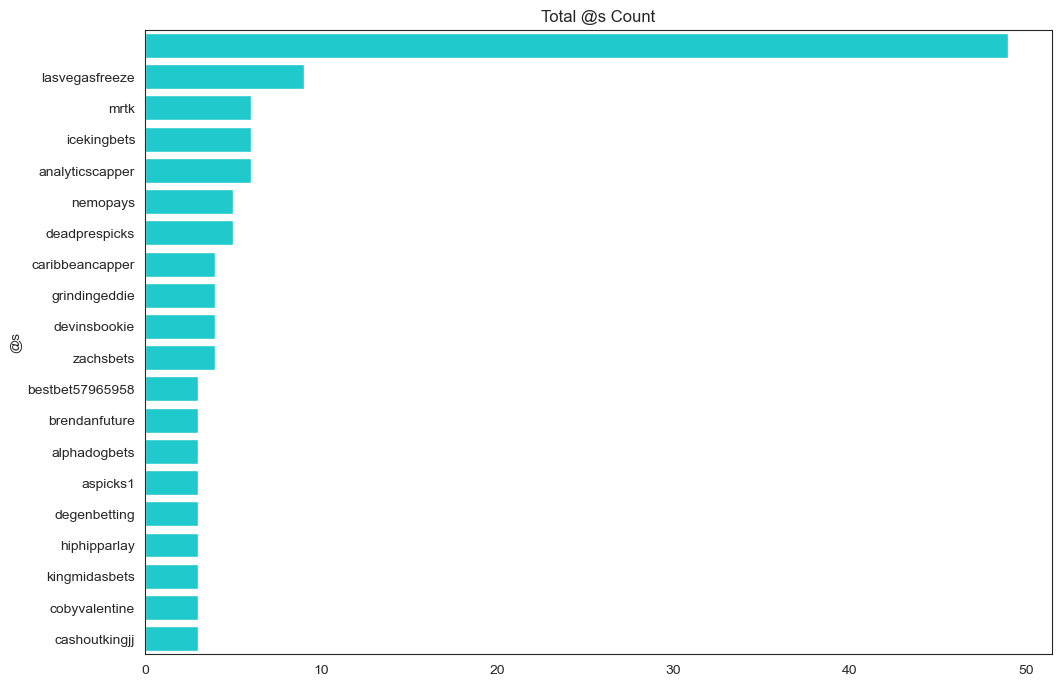 Total @s Count
lasvegasfreeze
mrtk
icekingbets
analyticscapper
nemopays
deadprespicks
caribbeancapper
grindingeddie
devinsbookie
zachsbets
bestbet57965958
brendanfuture
alphadogbets
aspicks1
degenbetting
hiphipparlay
kingmidasbets
cobyvalentine
cashoutkingjj
@s
0 10 20 30 40 50